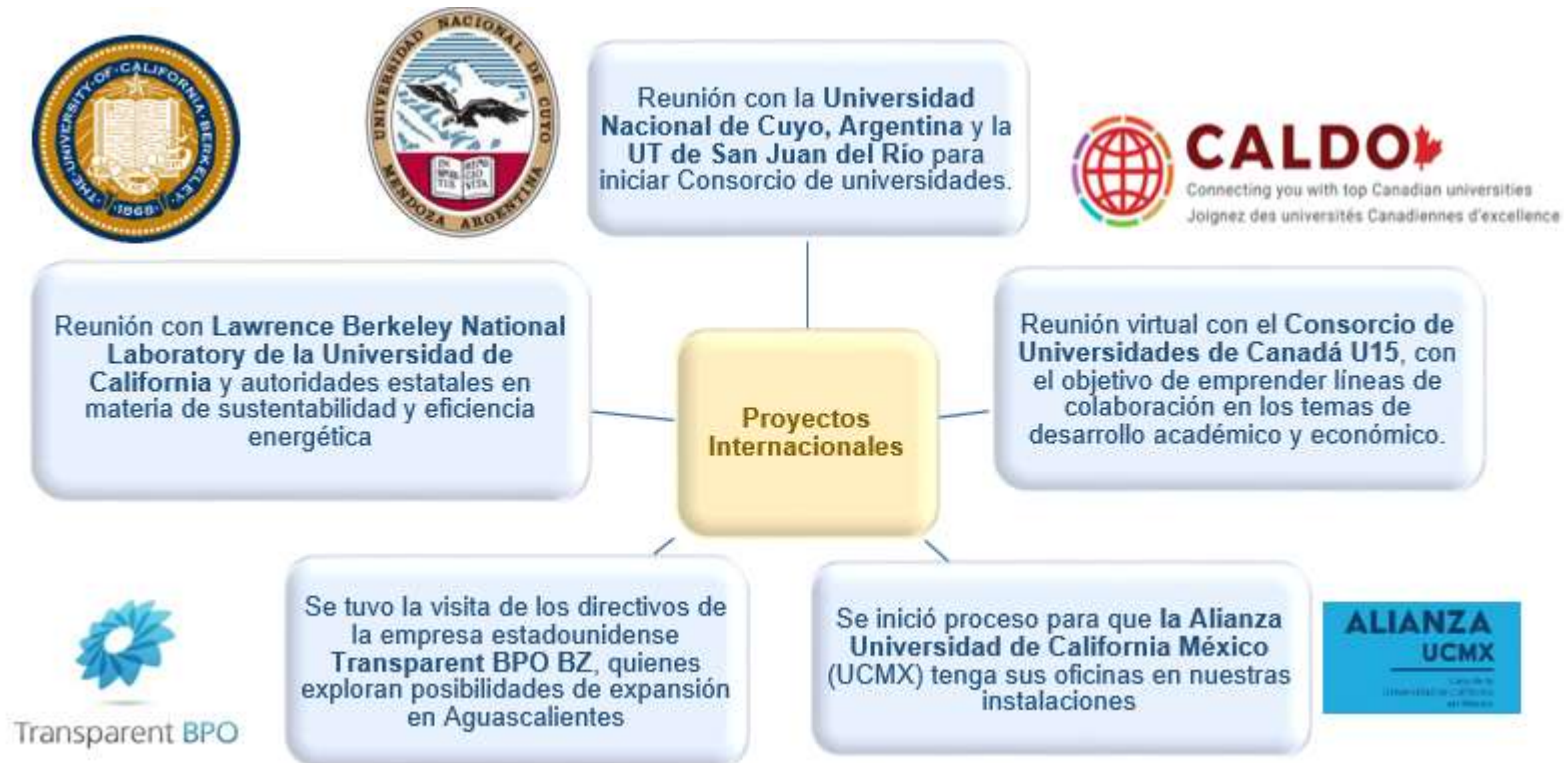 THE·UNIVERSITY·OF·CALIFORNIA·BERKELEY
·1868·
UNIVERSIDAD NACIONAL DE CUYO
MENDOZA ARGENTINA
Reunión con la Universidad
Nacional de Cuyo, Argentina y la
UT de San Juan del Río para
iniciar Consorcio de universidades.
CALDO
Connecting you with top Canadian universities
Joignez des universités Canadiennes d'excellence
Reunión con Lawrence Berkeley National
Laboratory de la Universidad de
California y autoridades estatales en
materia de sustentabilidad y eficiencia
energética
Proyectos
Internacionales
Reunión virtual con el Consorcio de
Universidades de Canadá U15, con
el objetivo de emprender líneas de
colaboración en los temas de
desarrollo académico y económico.
Transparent BPO
Se tuvo la visita de los directivos de
la empresa estadounidense
Transparent BPO BZ, quienes
exploran posibilidades de expansión
en Aguascalientes
Se inició proceso para que la Alianza
Universidad de California México
(UCMX) tenga sus oficinas en nuestras
instalaciones
ALIANZA
UCMX